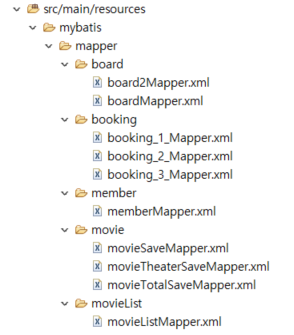 src/main/resources
mybatis
mapper
board
board2Mapper.xml
boardMapper.xml
booking
booking_1_Mapper.xml
booking_2_Mapper.xml
booking_3_Mapper.xml
member
memberMapper.xml
movie
movieSaveMapper.xml
movieTheaterSaveMapper.xml
movieTotalSaveMapper.xml
movieList
movieListMapper.xml